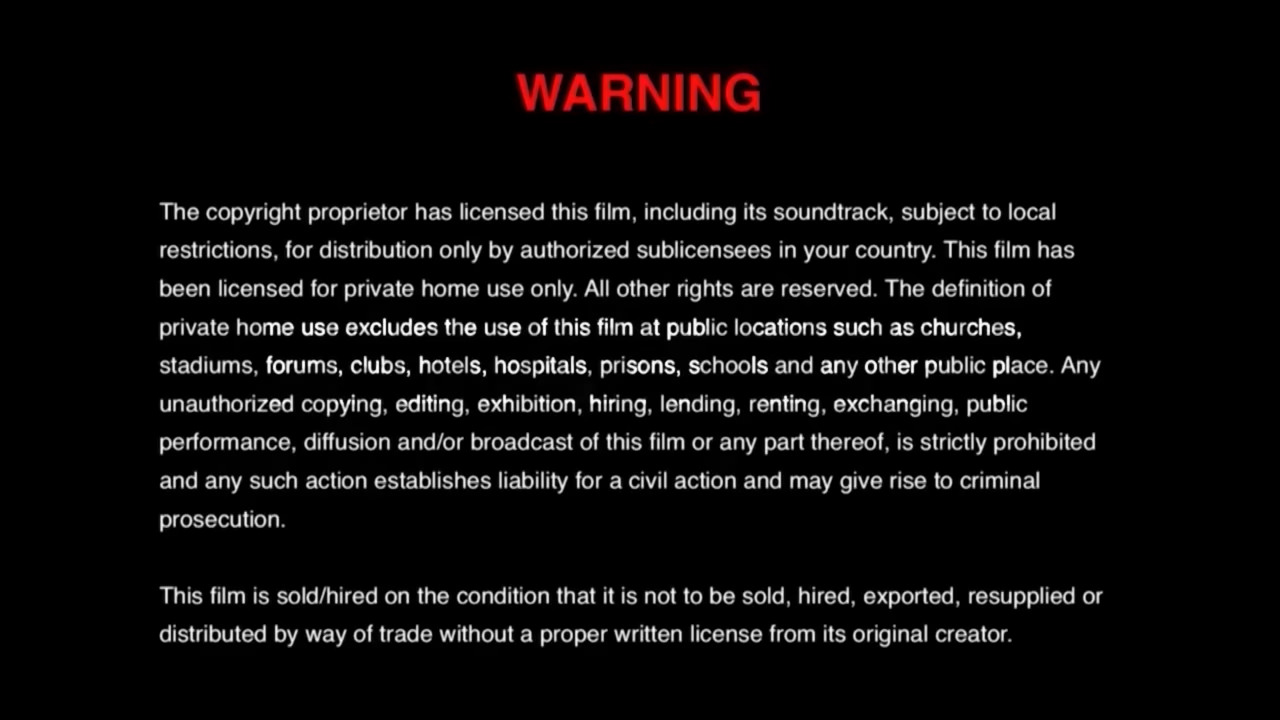 WARNING
The copyright proprietor has licensed this film, including its soundtrack, subject to local
restrictions, for distribution only by authorized sublicensees in your country. This film has
been licensed for private home use only. All other rights are reserved. The definition of
private home use excludes the use of this film at public locations such as churches,
stadiums, forums, clubs, hotels, hospitals, prisons, schools and any other public place. Any
unauthorized copying, editing, exhibition, hiring, lending, renting, exchanging, public
performance, diffusion and/or broadcast of this film or any part thereof, is strictly prohibited
and any such action establishes liability for a civil action and may give rise to criminal
prosecution.
This film is sold/hired on the condition that it is not to be sold, hired, exported, resupplied or
distributed by way of trade without a proper written license from its original creator.